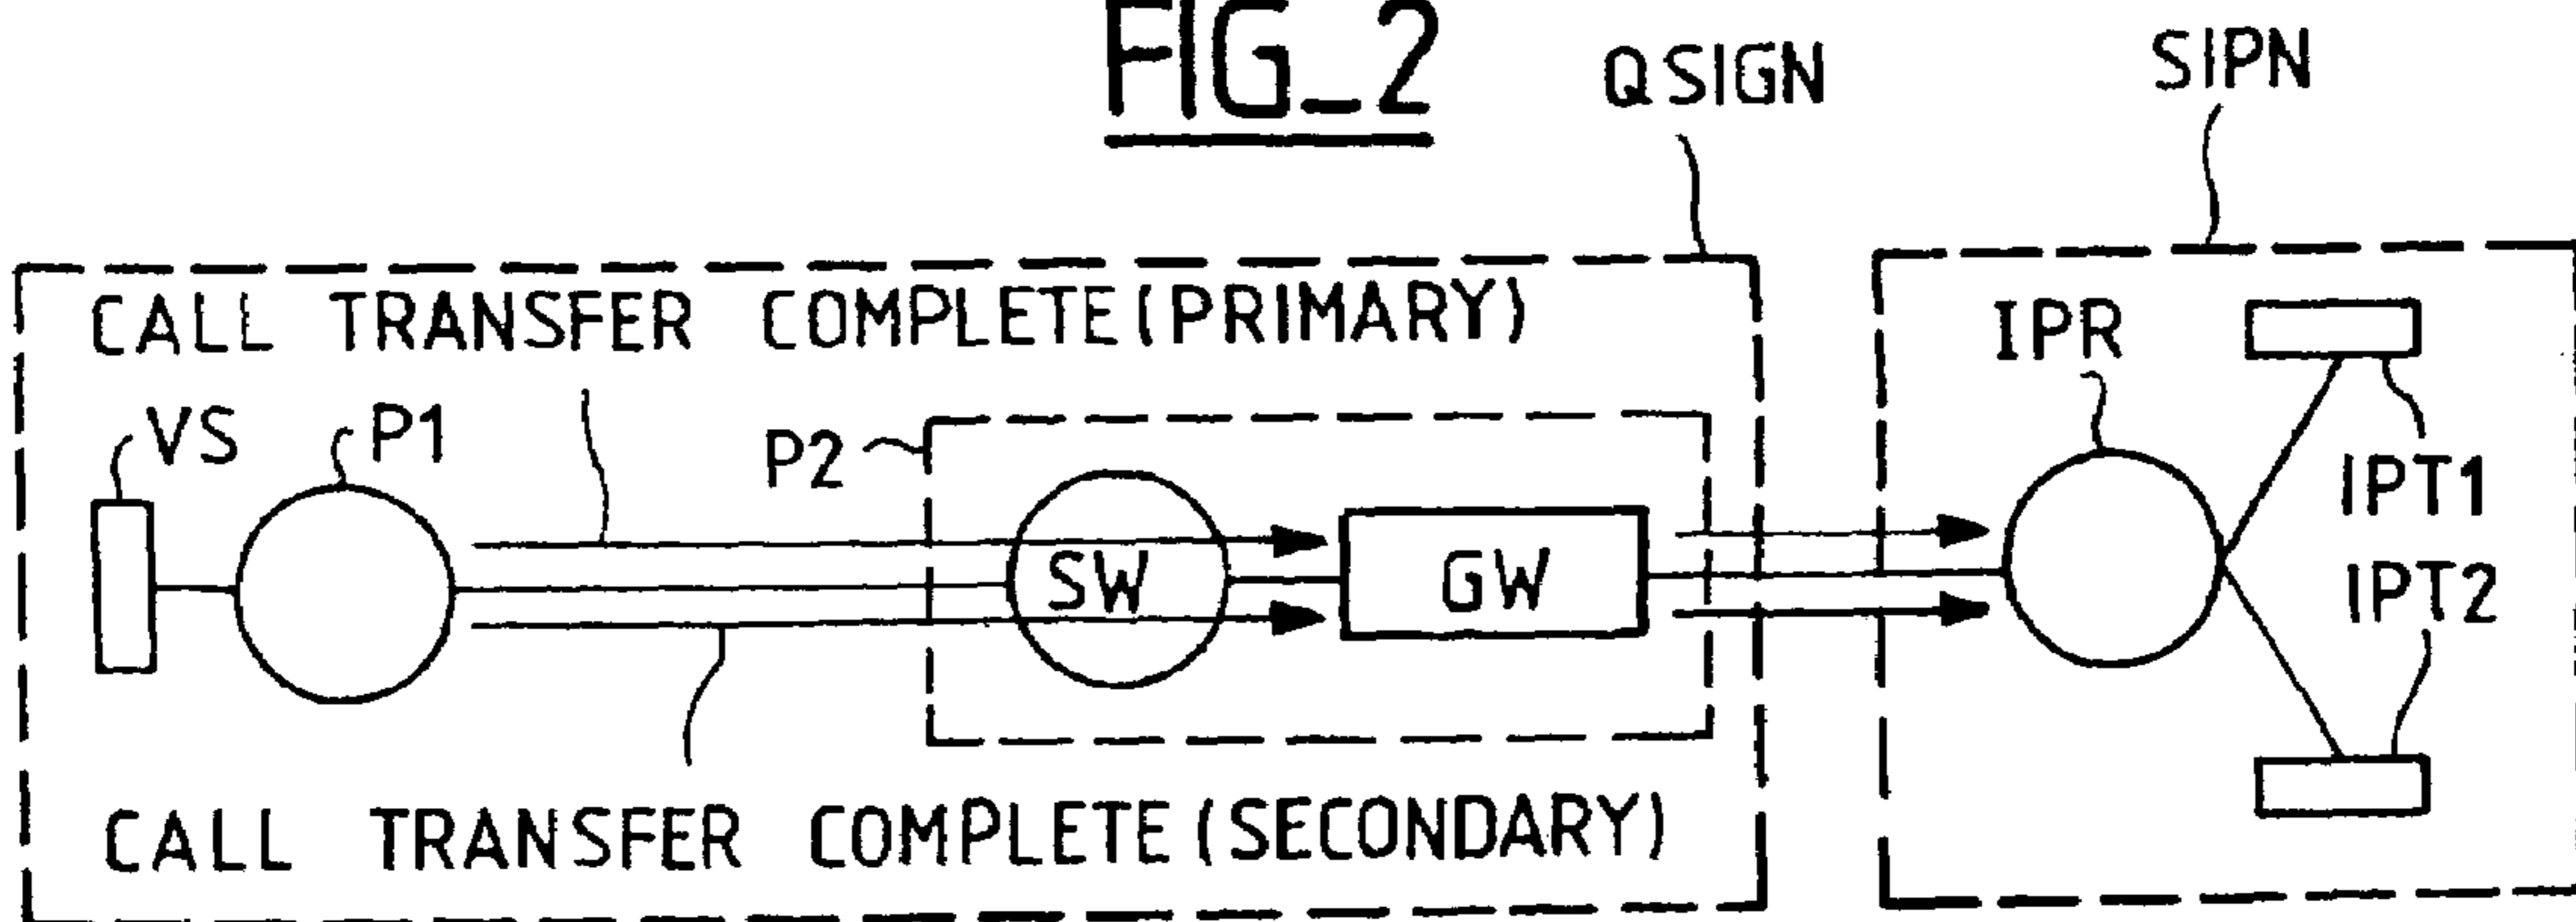 FIG_2
QSIGN
SIPN
CALL TRANSFER COMPLETE (PRIMARY)
IPR
VS
P1
P2
IPT1
SW
GW
IPT2
CALL TRANSFER COMPLETE (SECONDARY)